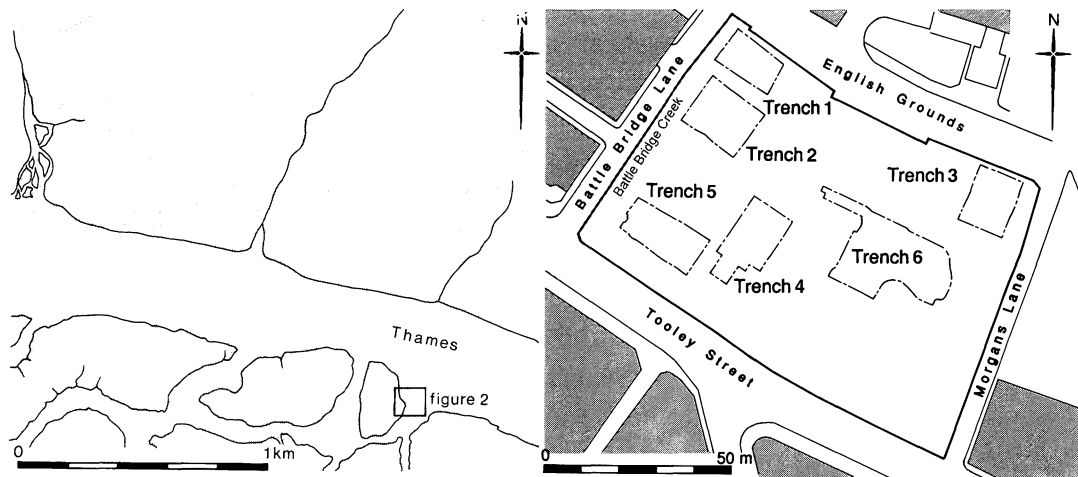 N
Thames
figure 2
0
1km
N
English Grounds
Battle Bridge Lane
Battle Bridge Creek
Trench 1
Trench 2
Trench 3
Trench 5
Trench 4
Trench 6
Tooley Street
Morgans Lane
0
50 m